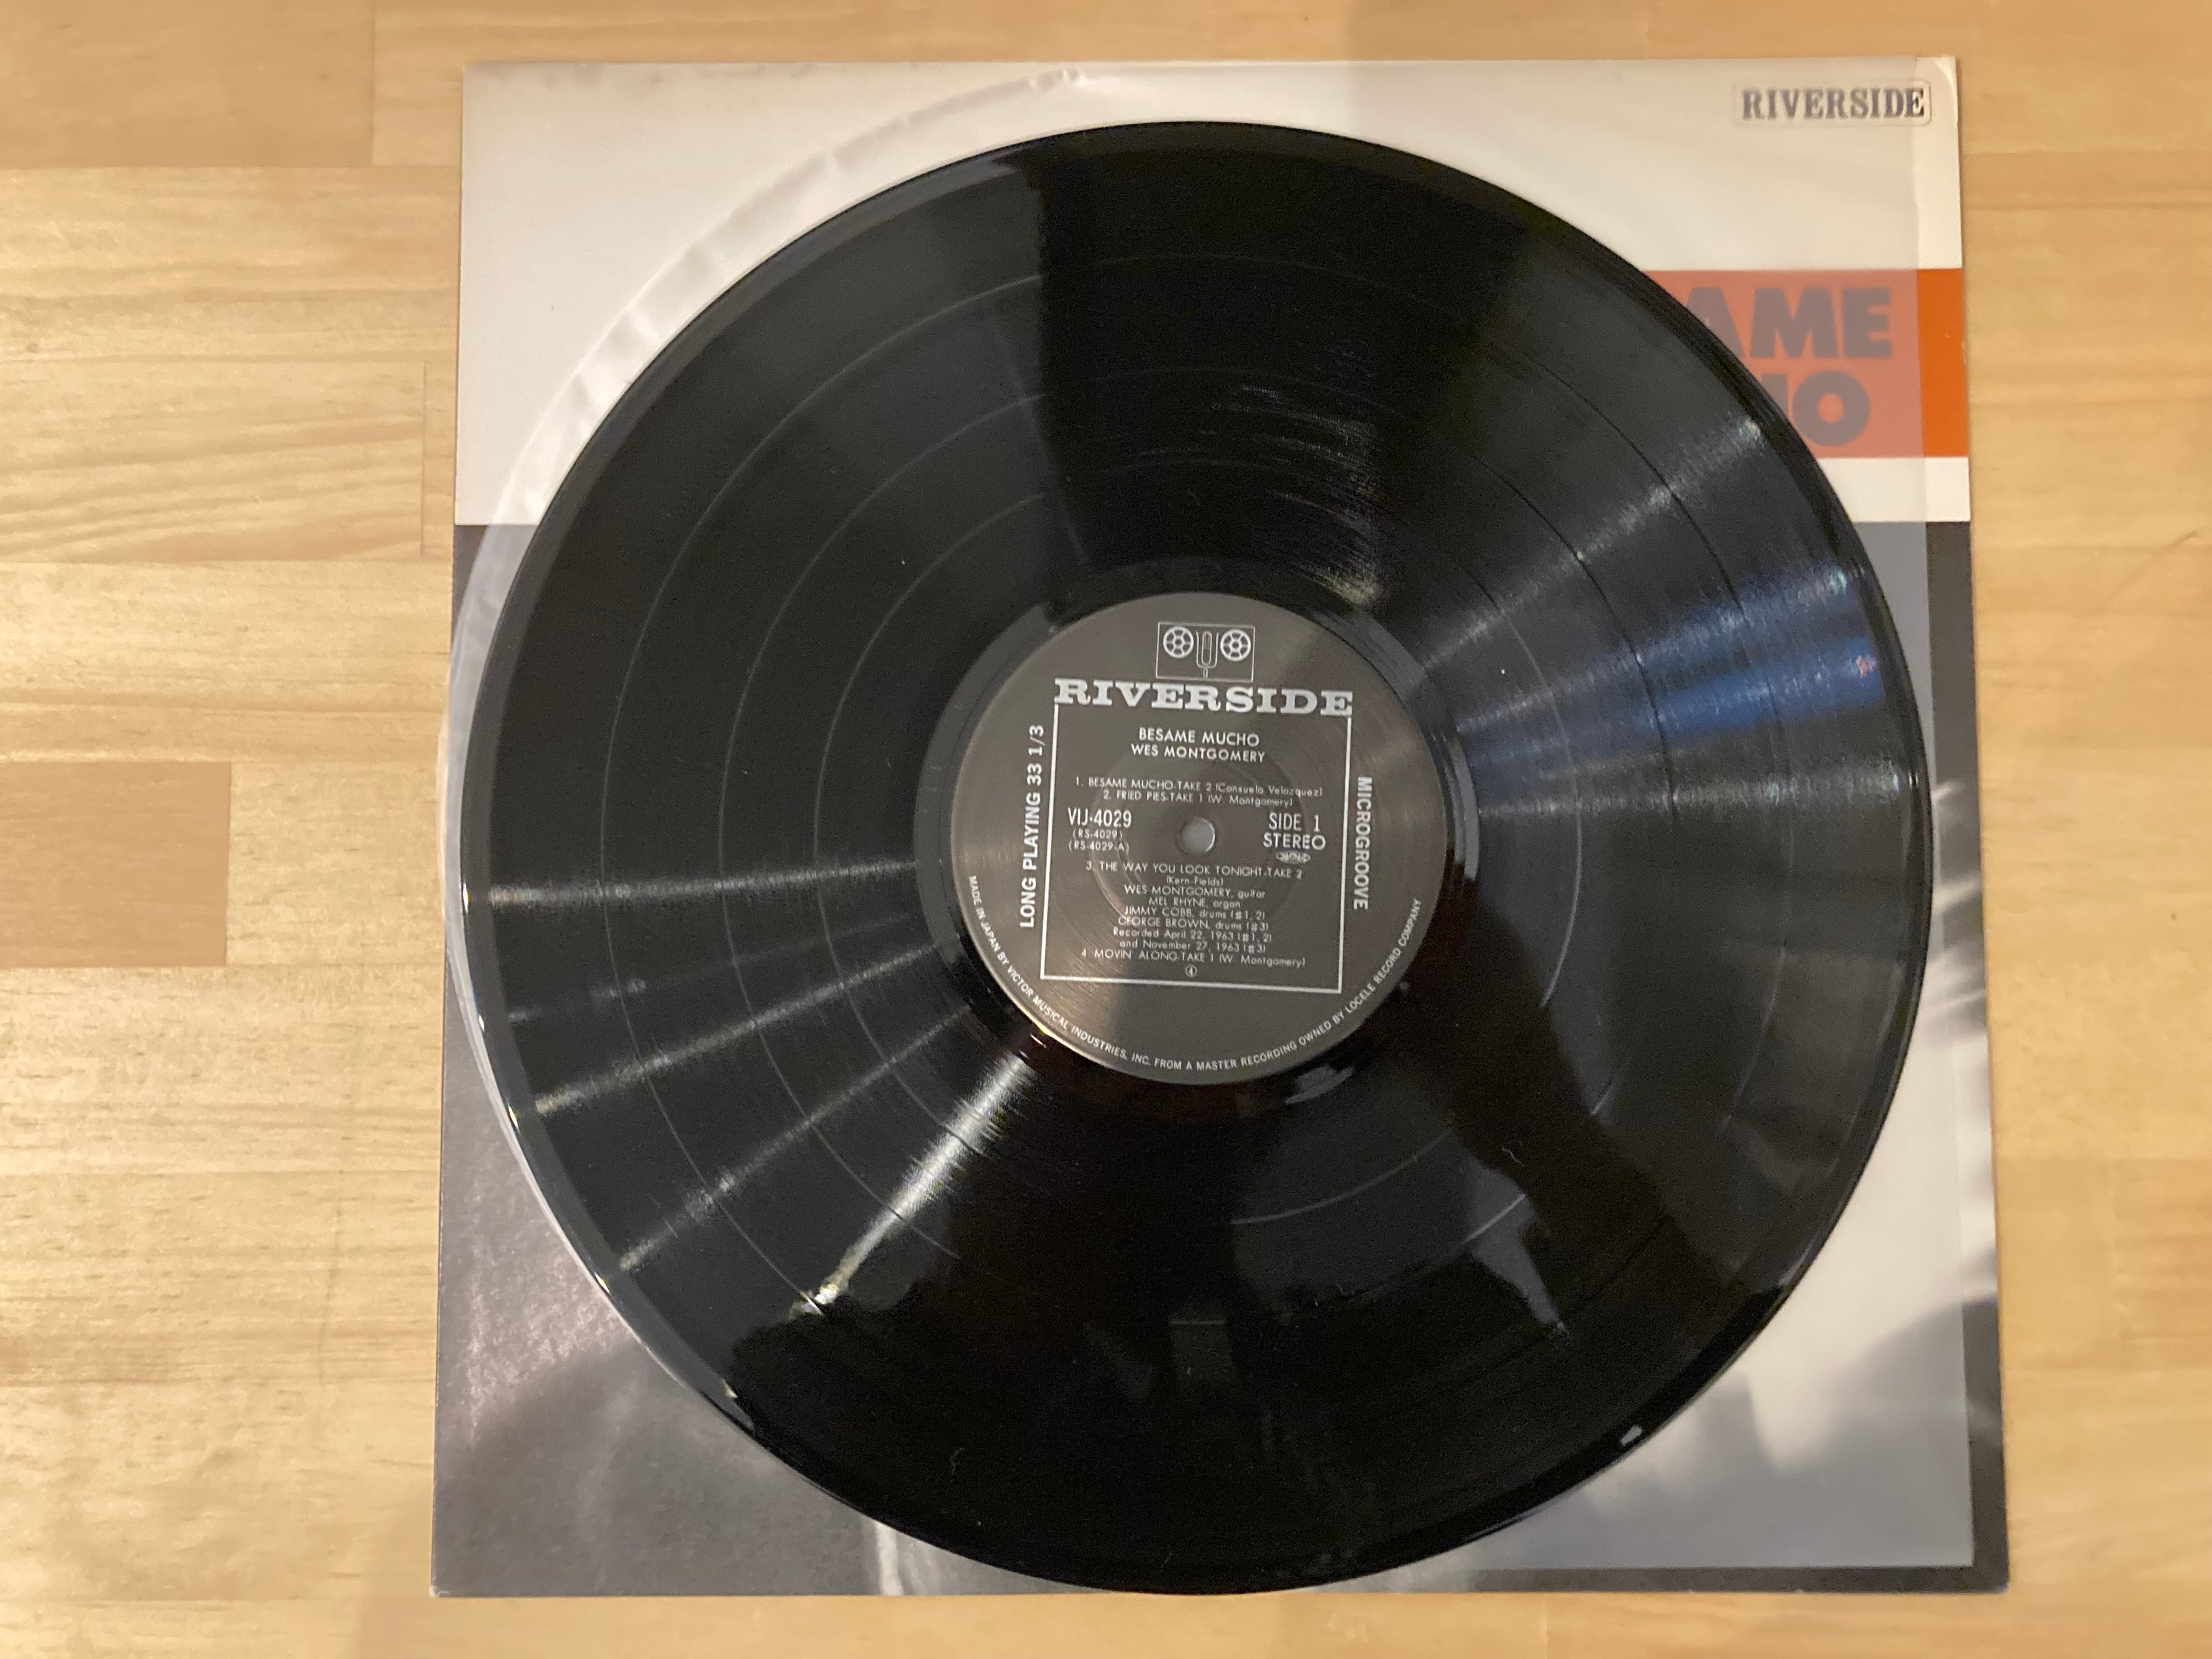 RIVERSIDE
AME
HO
RIVERSIDE
BESAME MUCHO
WES MONTGOMERY
1. BESAME MUCHO-TAKE 2 (Consuelo Velazquez)
2. FRIED PIES-TAKE 1 (W. Montgomery)
VIJ-4029
(RS-4029)
(RS-4029-A)
SIDE 1
STEREO
3. THE WAY YOU LOOK TONIGHT-TAKE 2
(Kern-Fields)
WES MONTGOMERY, guitar
MEL RHYNE, organ
JIMMY COBB, drums (#1, 2)
GEORGE BROWN, drums (#3)
Recorded April 22, 1963 (#1, 2)
and November 27, 1963 (#3)
4. MOVIN' ALONG-TAKE 1 (W. Montgomery)
④
LONG PLAYING 33 1/3
MICROGROOVE
MADE IN JAPAN BY VICTOR MUSICAL INDUSTRIES, INC. FROM A MASTER RECORDING OWNED BY LOCELE RECORD COMPANY